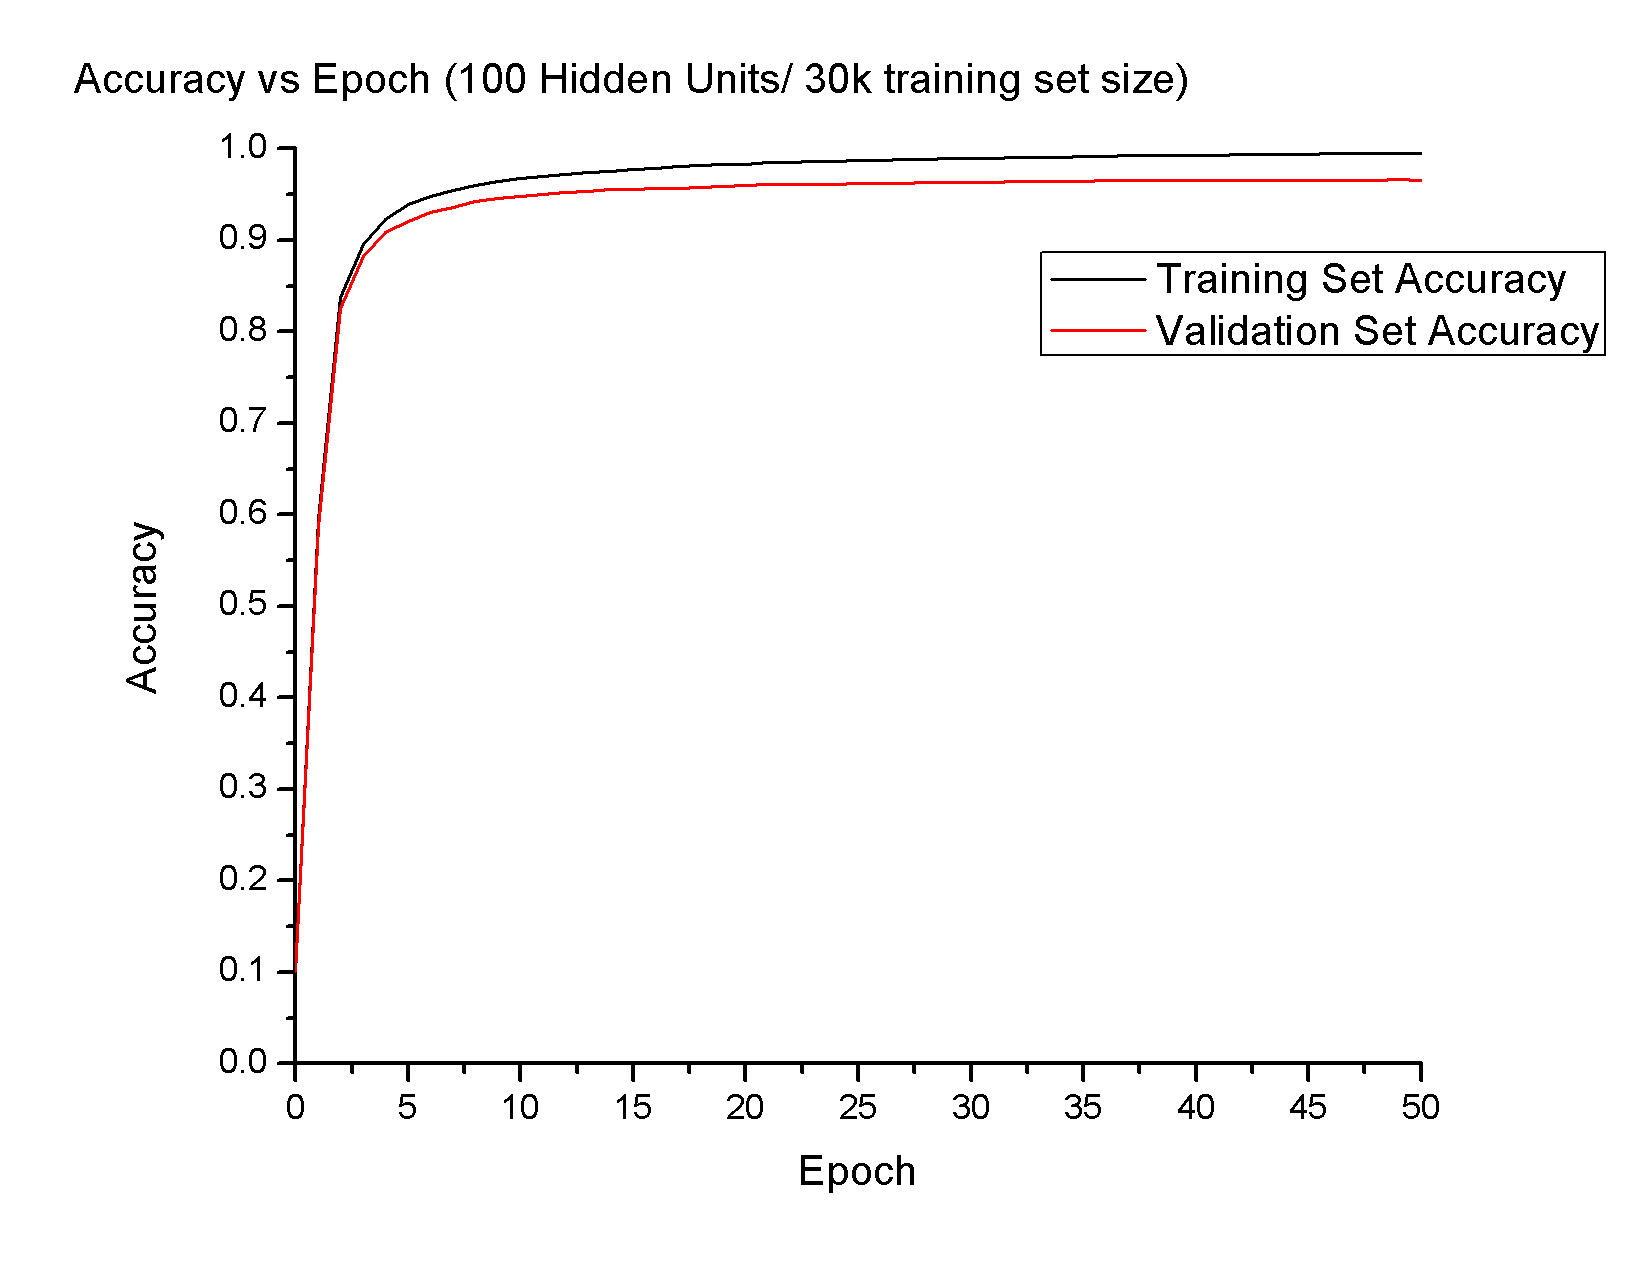 Accuracy vs Epoch (100 Hidden Units/ 30k training set size)
1.0
0.9
0.8
0.7
0.6
0.5
0.4
0.3
0.2
0.1
0.0
Accuracy
Training Set Accuracy
Validation Set Accuracy
0 5 10 15 20 25 30 35 40 45 50
Epoch